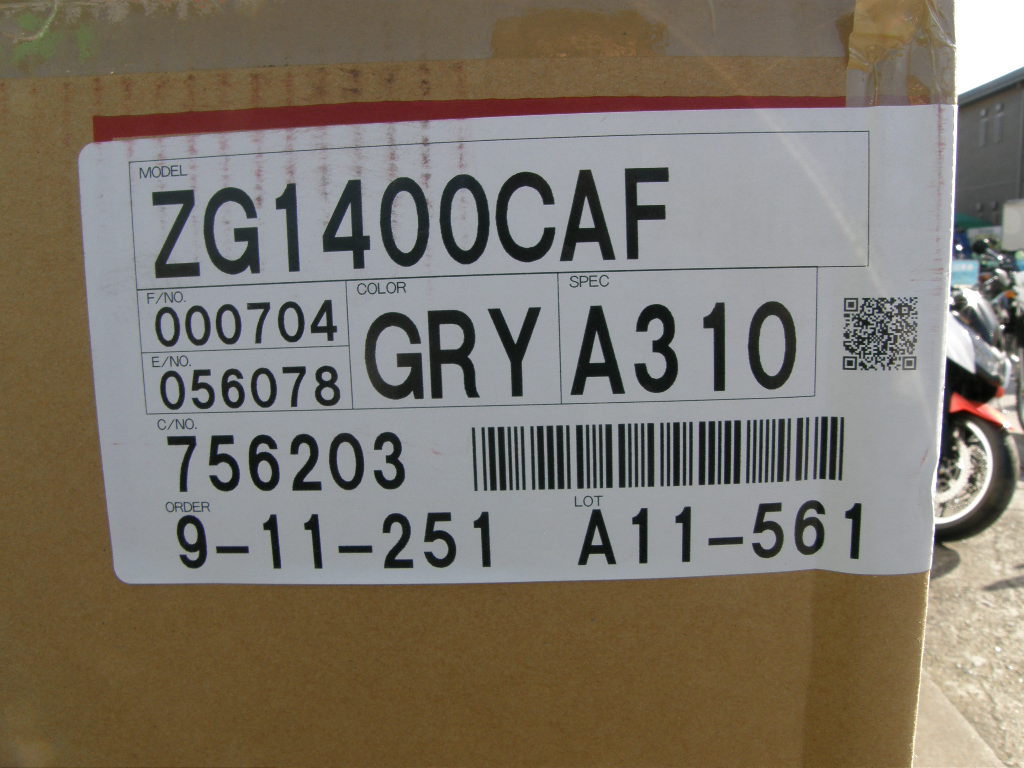 MODEL
ZG1400CAF
F/NO.
000704
E/NO.
056078
COLOR
GRY
SPEC
A310
C/NO.
756203
ORDER
9-11-251
LOT
A11-561